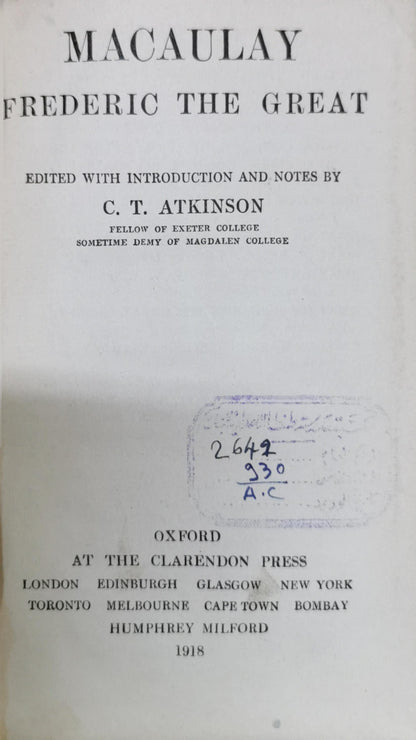 MACAULAY
FREDERIC THE GREAT
EDITED WITH INTRODUCTION AND NOTES BY
C. T. ATKINSON
FELLOW OF EXETER COLLEGE
SOMETIME DEMY OF MAGDALEN COLLEGE
2642
930
A.C
OXFORD
AT THE CLARENDON PRESS
LONDON EDINBURGH GLASGOW NEW YORK
TORONTO MELBOURNE CAPE TOWN BOMBAY
HUMPHREY MILFORD
1918